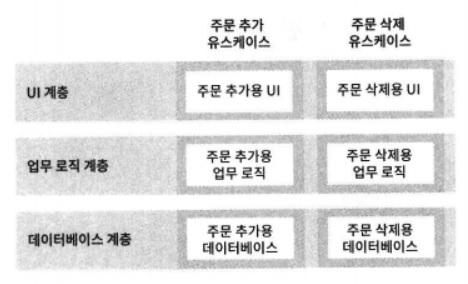 주문 추가
유스케이스
주문 삭제
유스케이스
UI 계층
주문 추가용 UI
주문 삭제용 UI
업무 로직 계층
주문 추가용
업무 로직
주문 삭제용
업무 로직
데이터베이스 계층
주문 추가용
데이터베이스
주문 삭제용
데이터베이스